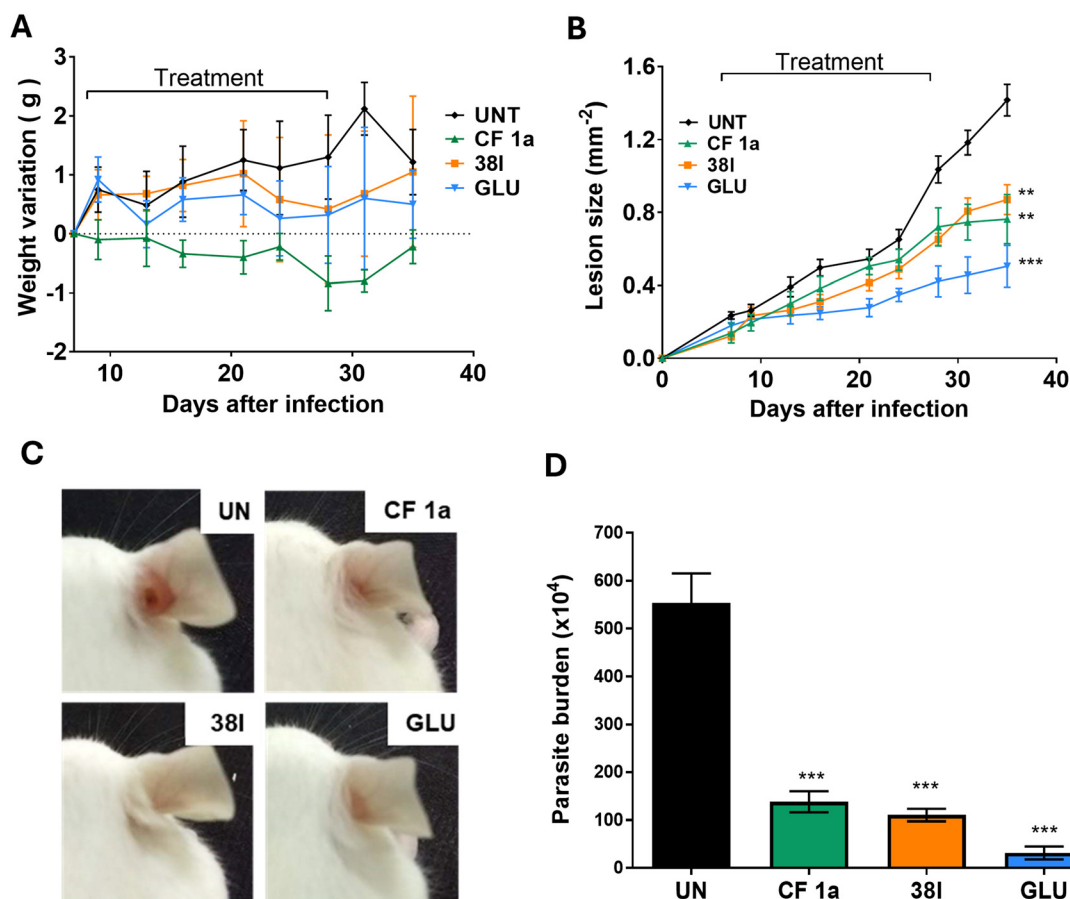 A
Weight variation ( g )
3
2
1
0
-1
-2
Treatment
UNT
CF 1a
38I
GLU
10
20
30
40
Days after infection
B
Lesion size (mm-2)
1.6
1.2
0.8
0.4
0.0
Treatment
UNT
CF 1a
38I
GLU
**
**
***
0
10
20
30
40
Days after infection
C
UN
CF 1a
38I
GLU
D
Parasite burden (x10⁴)
700
600
500
400
300
200
100
0
***
***
***
UN
CF 1a
38I
GLU